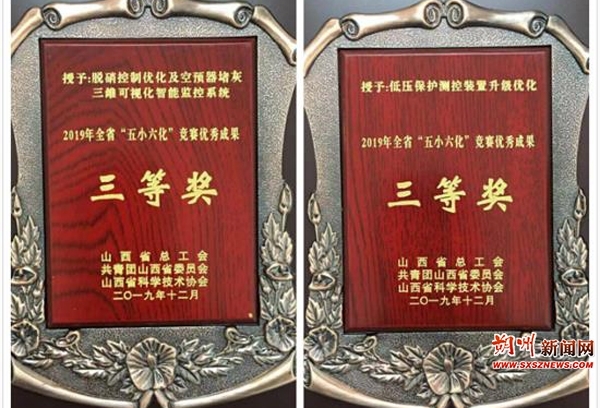 授予:脱硝控制优化及空预器堵灰
三维可视化智能监控系统
2019年全省“五小六化”竞赛优秀成果
三等奖
山西省总工会
共青团山西省委员会
山西省科学技术协会
二〇一九年十二月
授予:低压保护测控装置升级优化
2019年全省“五小六化”竞赛优秀成果
三等奖
山西省总工会
共青团山西省委员会
山西省科学技术协会
二〇一九年十二月
朔州新闻网
WWW.SXSZNEWS.COM